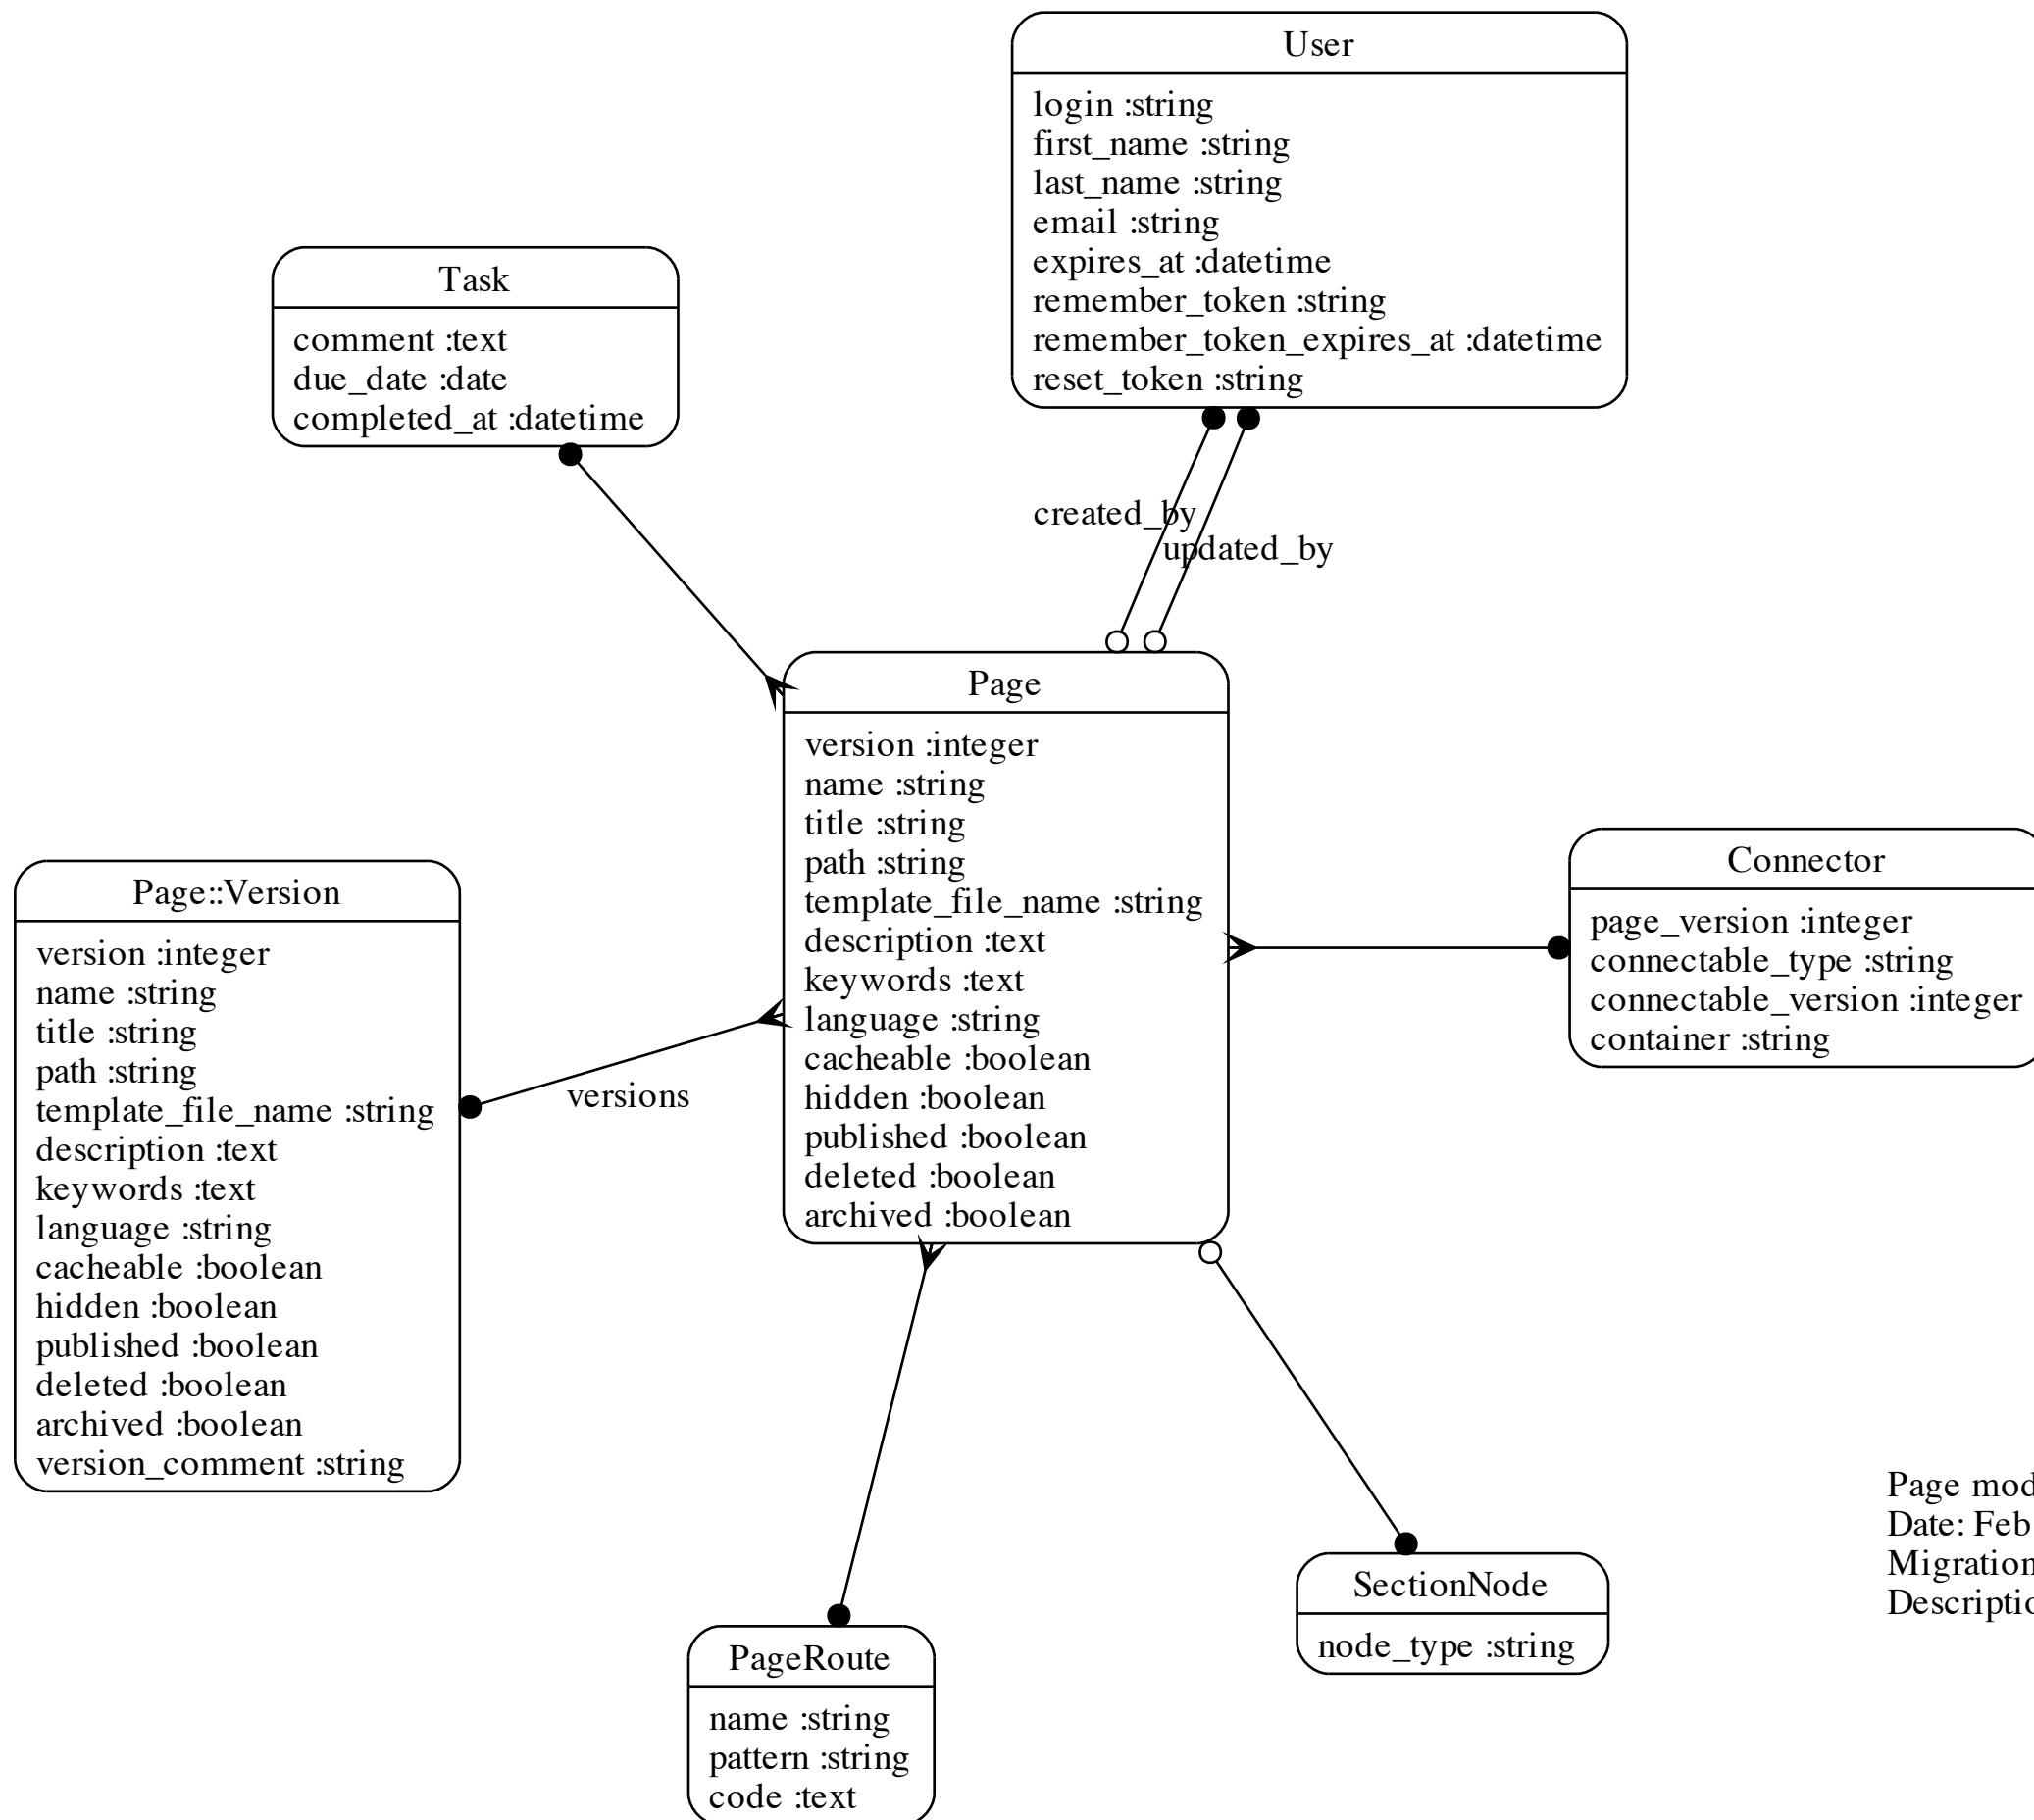 User
login :string
first_name :string
last_name :string
email :string
expires_at :datetime
remember_token :string
remember_token_expires_at :datetime
reset_token :string
Task
comment :text
due_date :date
completed_at :datetime
created_by
updated_by
Page
version :integer
name :string
title :string
path :string
template_file_name :string
description :text
keywords :text
language :string
cacheable :boolean
hidden :boolean
published :boolean
deleted :boolean
archived :boolean
Connector
page_version :integer
connectable_type :string
connectable_version :integer
container :string
Page::Version
version :integer
name :string
title :string
path :string
template_file_name :string
description :text
keywords :text
language :string
cacheable :boolean
hidden :boolean
published :boolean
deleted :boolean
archived :boolean
version_comment :string
versions
SectionNode
node_type :string
PageRoute
name :string
pattern :string
code :text
Page
Date: Feb
Migration